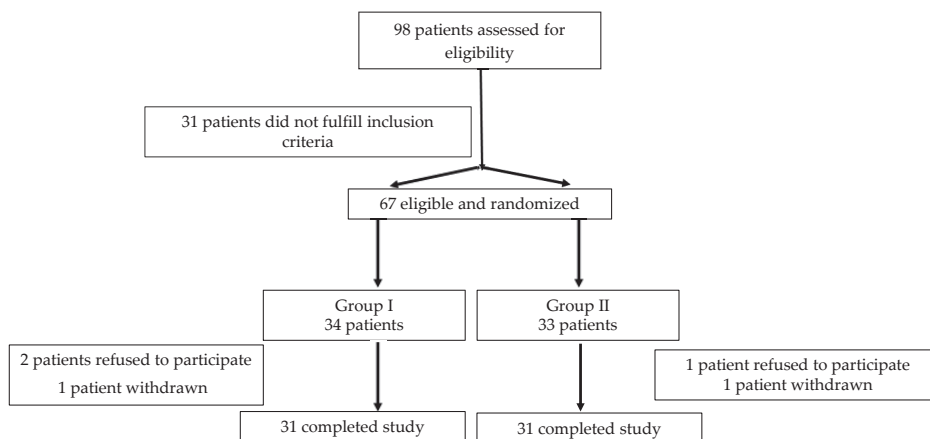 98 patients assessed for
eligibility
31 patients did not fulfill inclusion
criteria
67 eligible and randomized
Group I
34 patients
Group II
33 patients
2 patients refused to participate
1 patient withdrawn
1 patient refused to participate
1 patient withdrawn
31 completed study
31 completed study